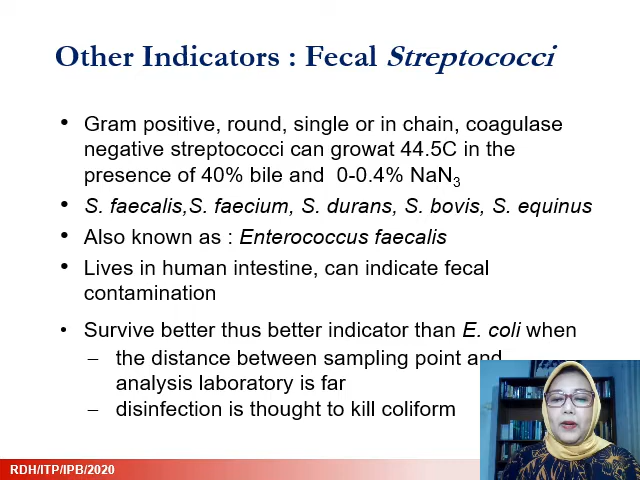 Other Indicators : Fecal Streptococci
• Gram positive, round, single or in chain, coagulase
negative streptococci can growat 44.5C in the
presence of 40% bile and 0-0.4% NaN3
• S. faecalis,S. faecium, S. durans, S. bovis, S. equinus
• Also known as : Enterococcus faecalis
• Lives in human intestine, can indicate fecal
contamination
• Survive better thus better indicator than E. coli when
– the distance between sampling point and
analysis laboratory is far
– disinfection is thought to kill coliform
RDH/ITP/IPB/2020